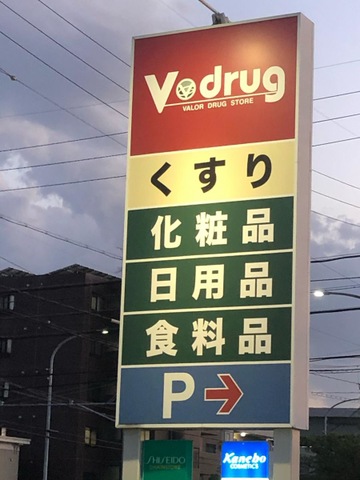 V drug
VALOR DRUG STORE
くすり
化粧品
日用品
食料品
P→
SHISEIDO
Kanebo
COSMETICS